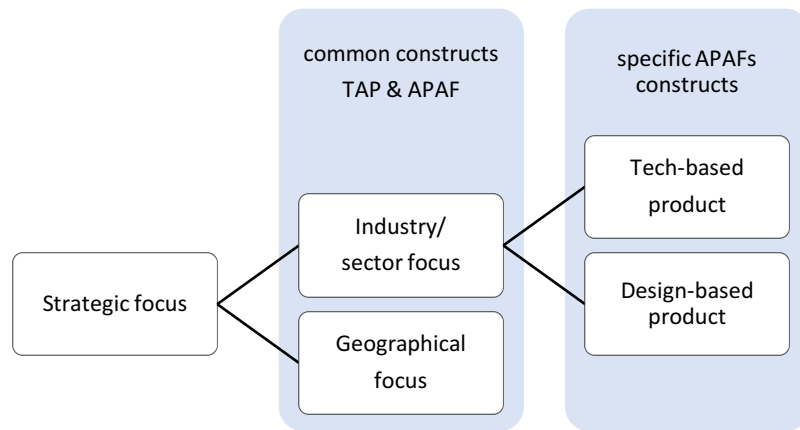 common constructs
TAP & APAF
specific APAFs
constructs
Tech-based
product
Industry/
sector focus
Strategic focus
Design-based
product
Geographical
focus